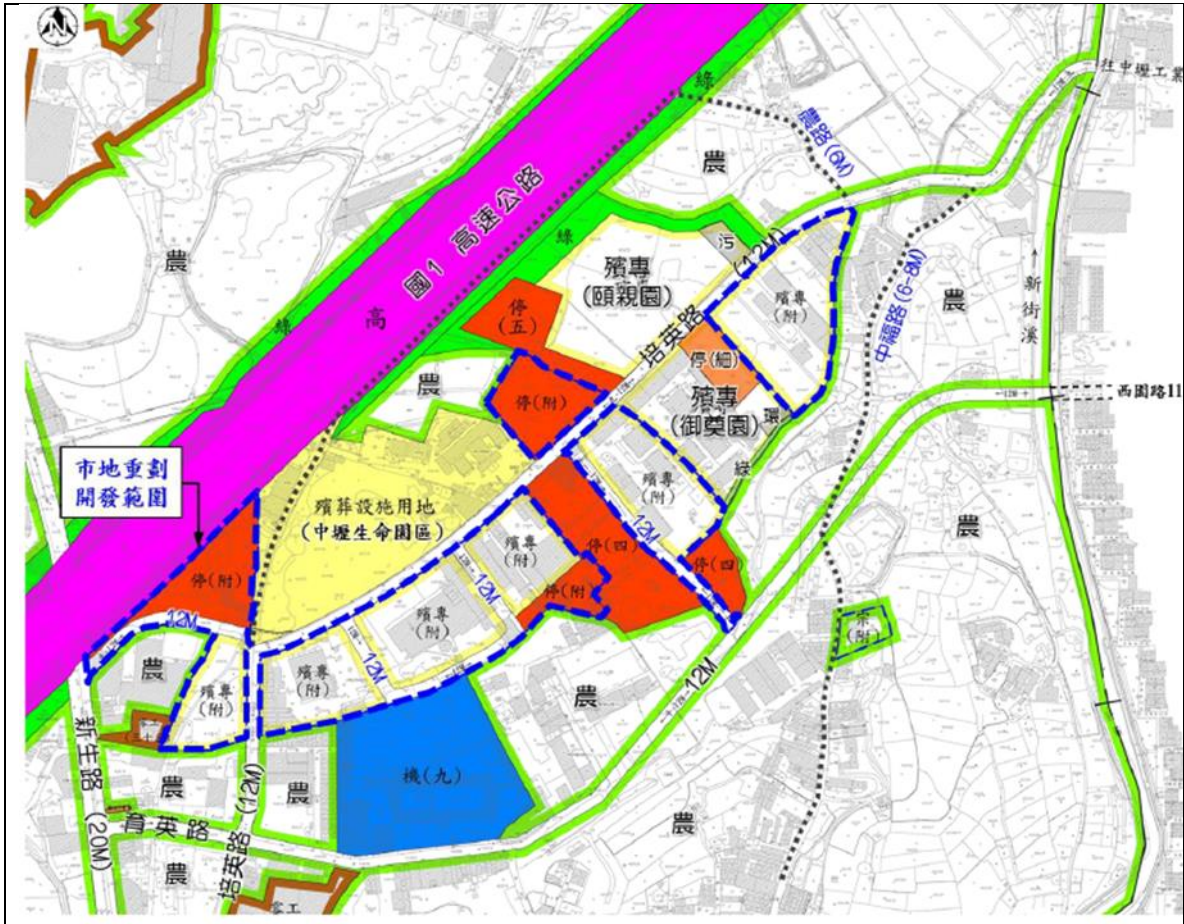 N
往中壢工業
綠
農路(6M)
農
國1 高速公路
高
綠
農
汚
(12M)
殯專
(頤親園)
殯專
(附)
中福路(6-8M)
農
新街溪
停
(五)
培英路
綠
停(細)
農
殯專
(御奠園)
環
西園路11
停(附)
綠
市地重劃
開發範圍
殯葬設施用地
(中壢生命園區)
殯專
(附)
農
12M
停(四)
停(四)
殯專
(附)
停(附)
停(附)
12M
宗
(附)
殯專
(附)
12M
12M
12M
農
殯專
(附)
殯專
(附)
農
新生路
(20M)
農
農
機(九)
農
育英路
培英路(12M)
農
零工